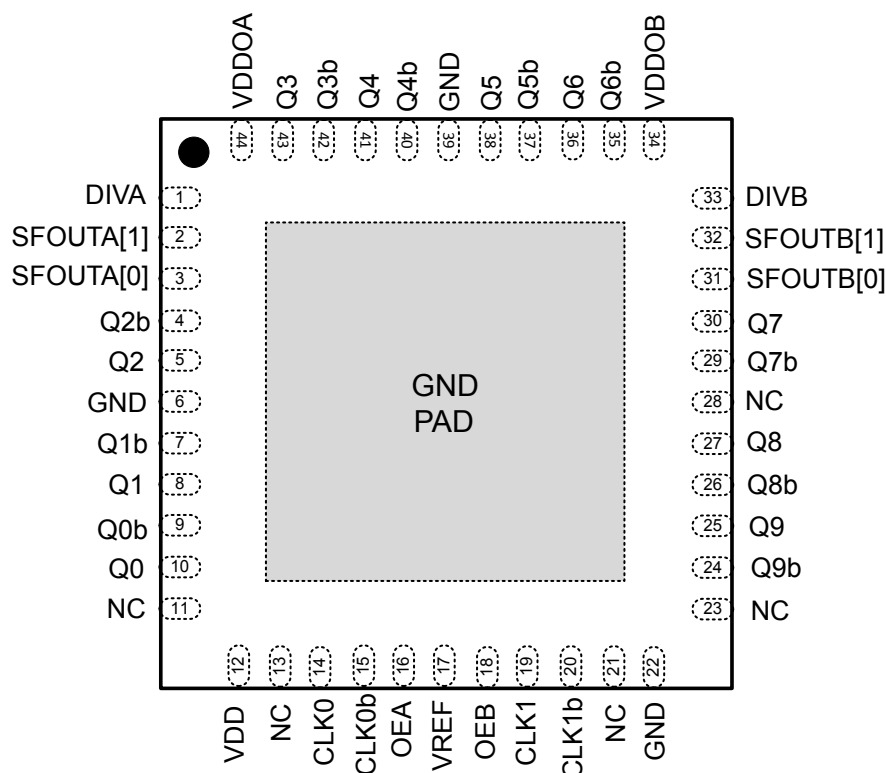 VDDOA
Q3
Q3b
Q4
Q4b
GND
Q5
Q5b
Q6
Q6b
VDDOB
44
43
42
41
40
39
38
37
36
35
34
DIVA 1
SFOUTA[1] 2
SFOUTA[0] 3
Q2b 4
Q2 5
GND 6
Q1b 7
Q1 8
Q0b 9
Q0 10
NC 11
GND
PAD
33 DIVB
32 SFOUTB[1]
31 SFOUTB[0]
30 Q7
29 Q7b
28 NC
27 Q8
26 Q8b
25 Q9
24 Q9b
23 NC
12
13
14
15
16
17
18
19
20
21
22
VDD
NC
CLK0
CLK0b
OEA
VREF
OEB
CLK1
CLK1b
NC
GND